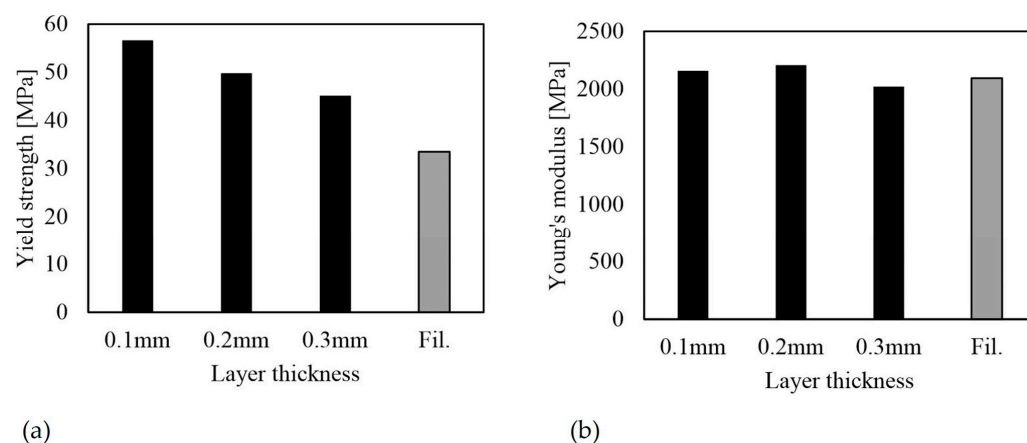 60
50
40
30
20
10
0
Yield strength [MPa]
0.1mm 0.2mm 0.3mm Fil.
Layer thickness
(a)
2500
2000
1500
1000
500
0
Young's modulus [MPa]
0.1mm 0.2mm 0.3mm Fil.
Layer thickness
(b)